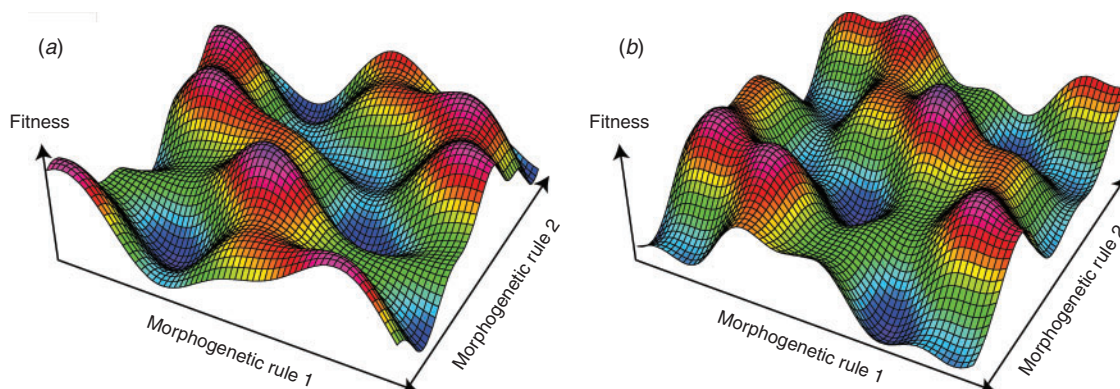 (a)
Fitness
Morphogenetic rule 1
Morphogenetic rule 2
(b)
Fitness
Morphogenetic rule 1
Morphogenetic rule 2